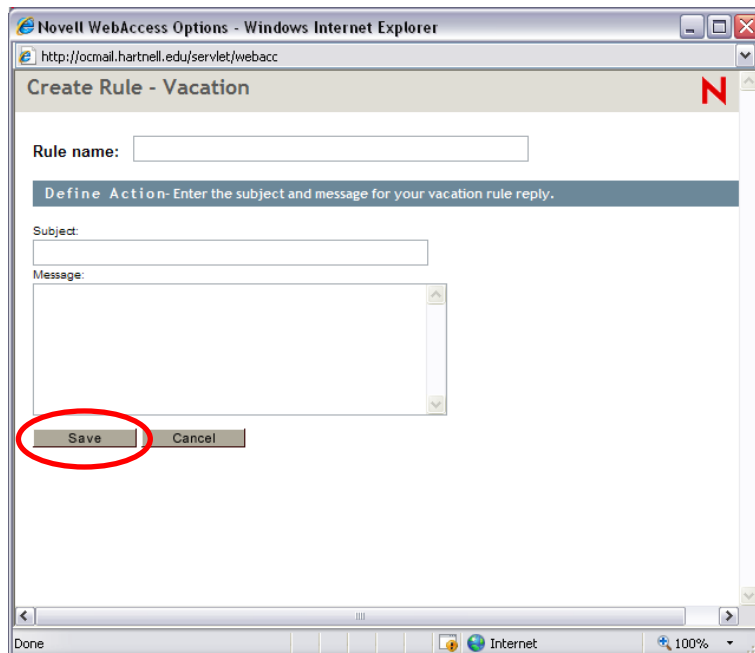 Novell WebAccess Options - Windows Internet Explorer
http://ocmail.hartnell.edu/servlet/webacc
Create Rule - Vacation
N
Rule name:
Define Action- Enter the subject and message for your vacation rule reply.
Subject:
Message:
Save Cancel
Done Internet 100%